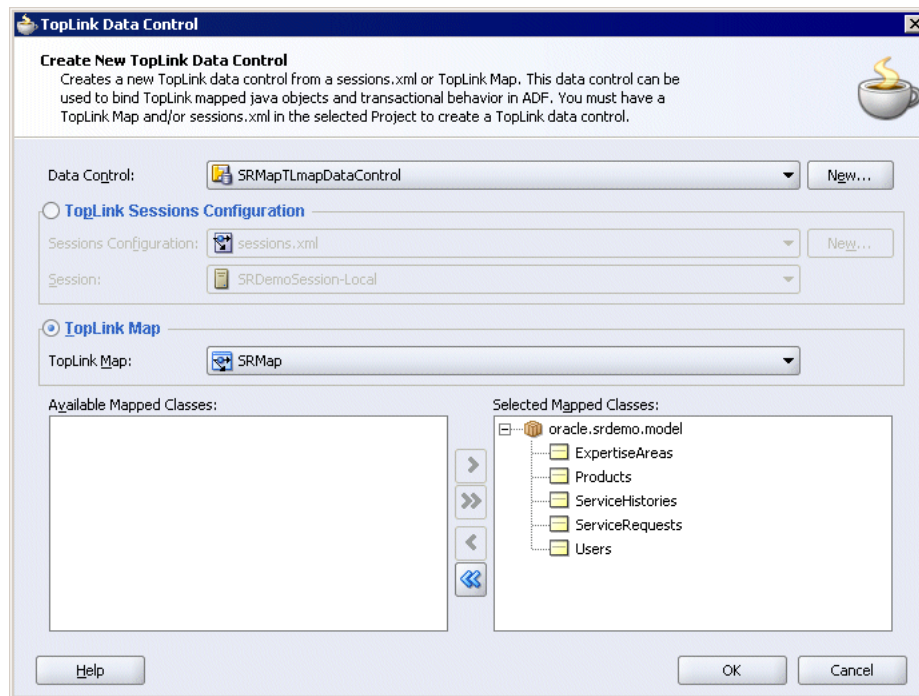 TopLink Data Control
Create New TopLink Data Control
Creates a new TopLink data control from a sessions.xml or TopLink Map. This data control can be
used to bind TopLink mapped java objects and transactional behavior in ADF. You must have a
TopLink Map and/or sessions.xml in the selected Project to create a TopLink data control.
Data Control: SRMapTLmapDataControl New...
TopLink Sessions Configuration
Sessions Configuration: sessions.xml New...
Session: SRDemoSession-Local
TopLink Map
TopLink Map: SRMap
Available Mapped Classes: Selected Mapped Classes:
oracle.srdemo.model
ExpertiseAreas
Products
ServiceHistories
ServiceRequests
Users
Help OK Cancel